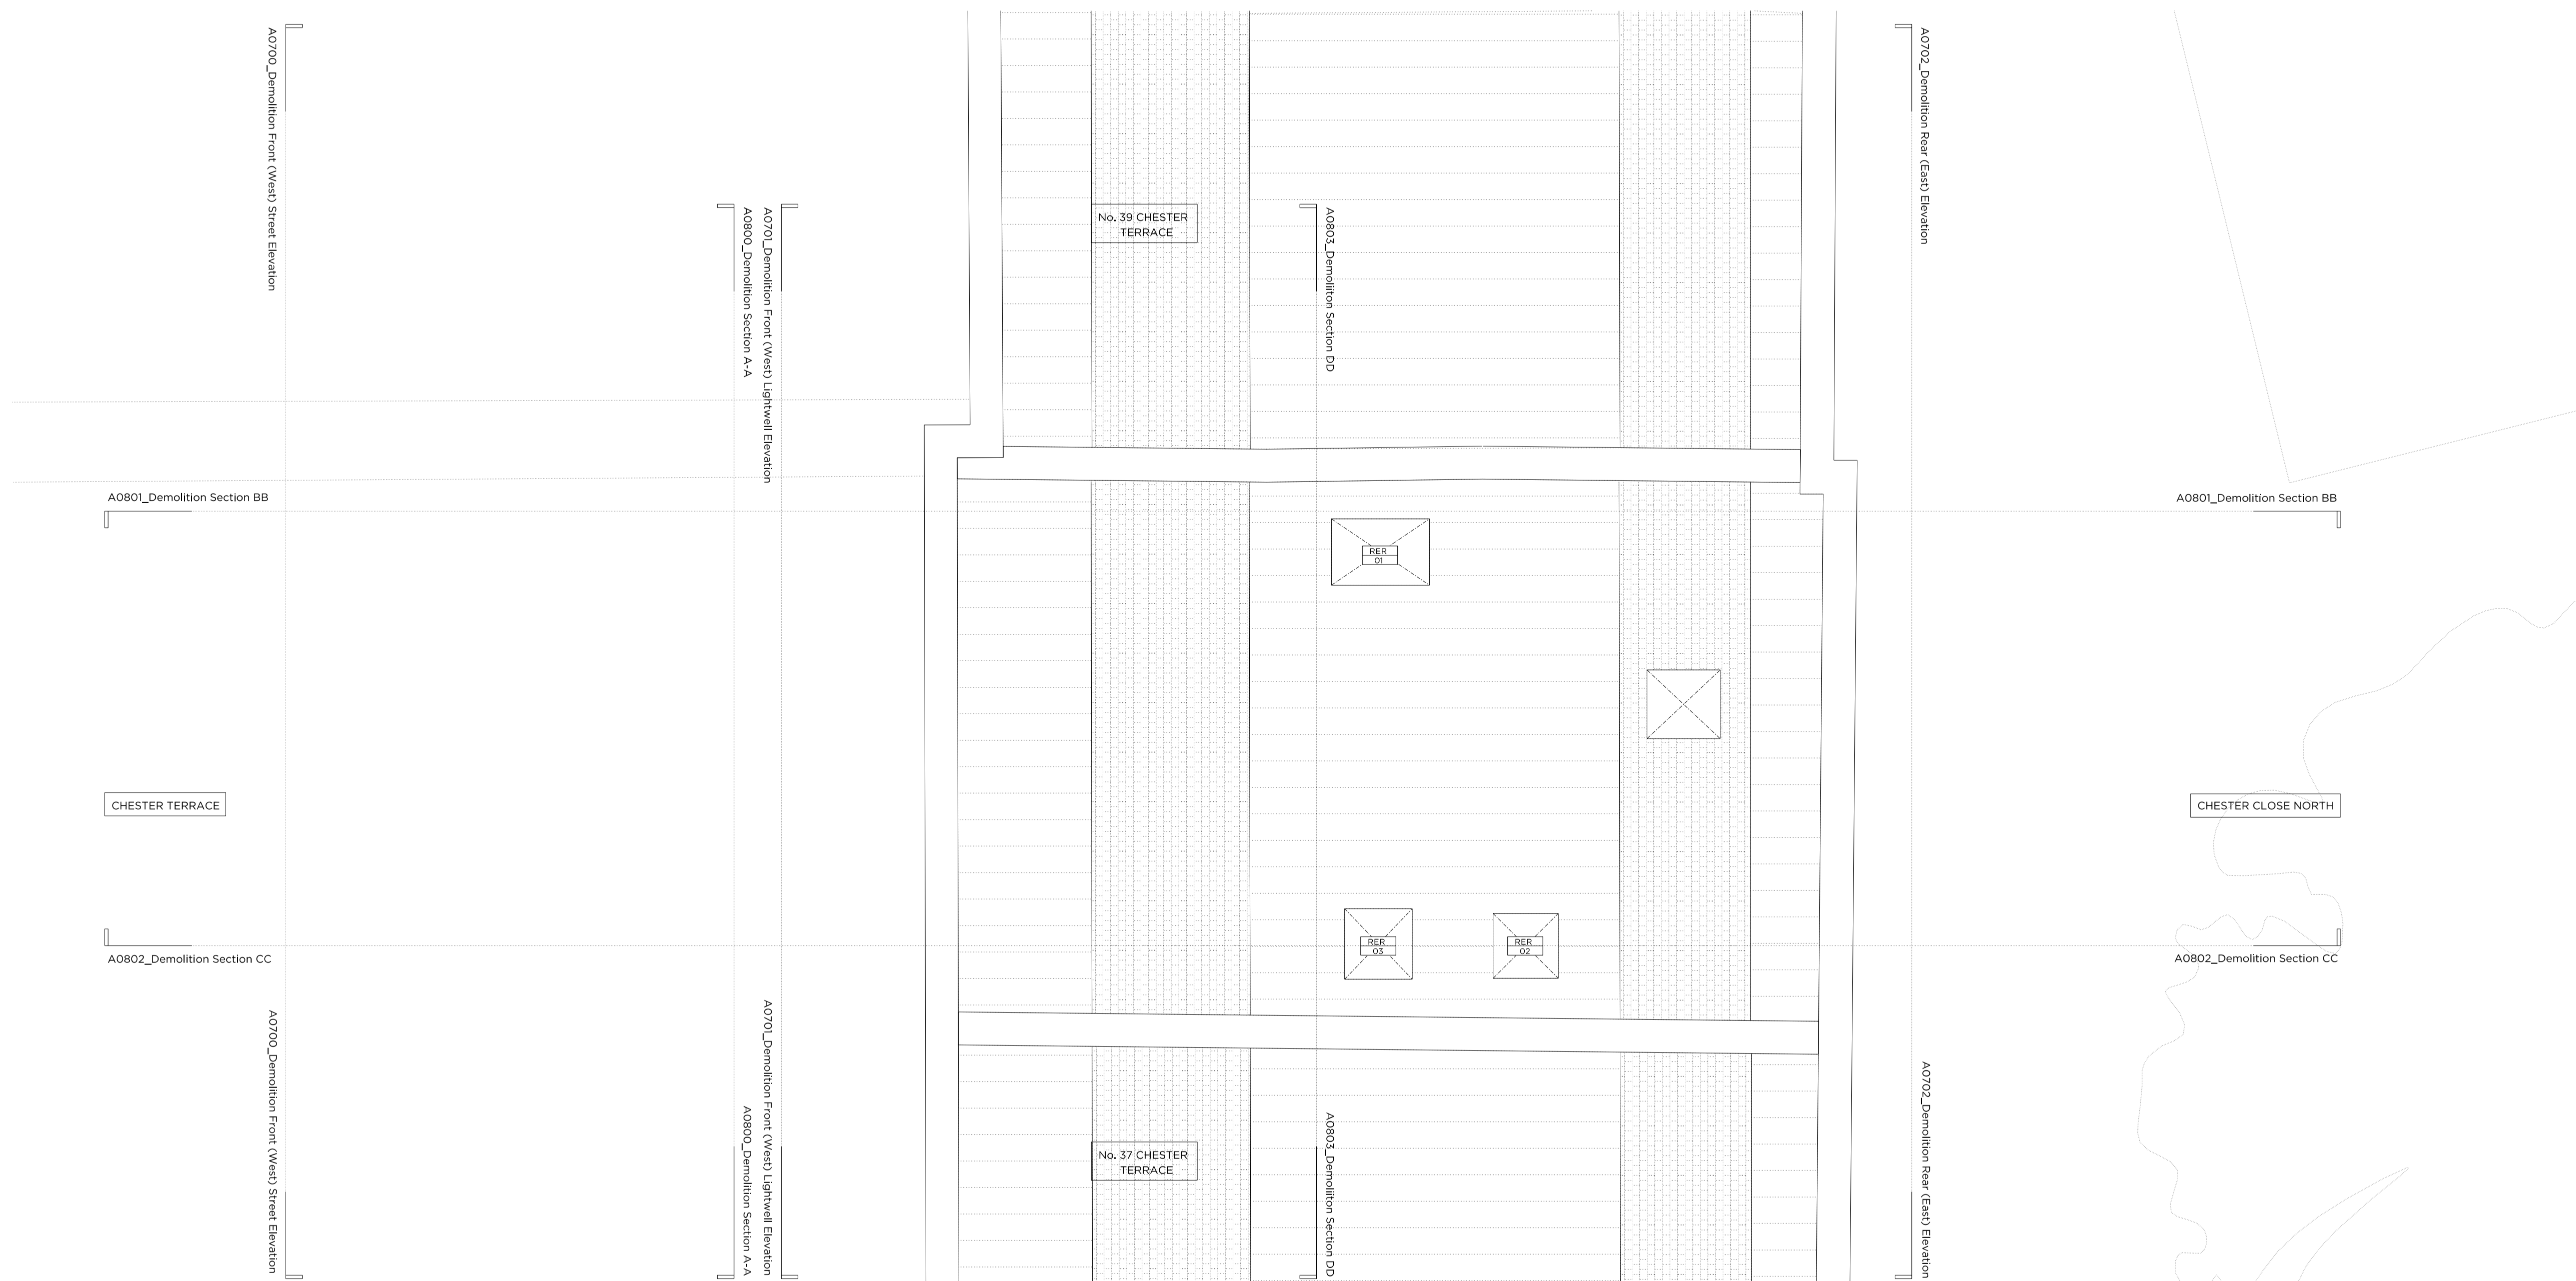 A0700_Demolition Front (West) Street Elevation
A0702_Demolition Rear (East) Elevation
A0800_Demolition Section A-A
A0701_Demolition Front (West) Lightwell Elevation
No. 39 CHESTER
TERRACE
A0803_Demoliiton Section DD
A0801_Demolition Section BB
A0801_Demolition Section BB
RER
01
CHESTER TERRACE
CHESTER CLOSE NORTH
RER
03
RER
02
A0802_Demolition Section CC
A0802_Demolition Section CC
A0700_Demolition Front (West) Street Elevation
A0800_Demolition Section A-A
A0701_Demolition Front (West) Lightwell Elevation
No. 37 CHESTER
TERRACE
A0803_Demoliiton Section DD
A0702_Demolition Rear (East) Elevation